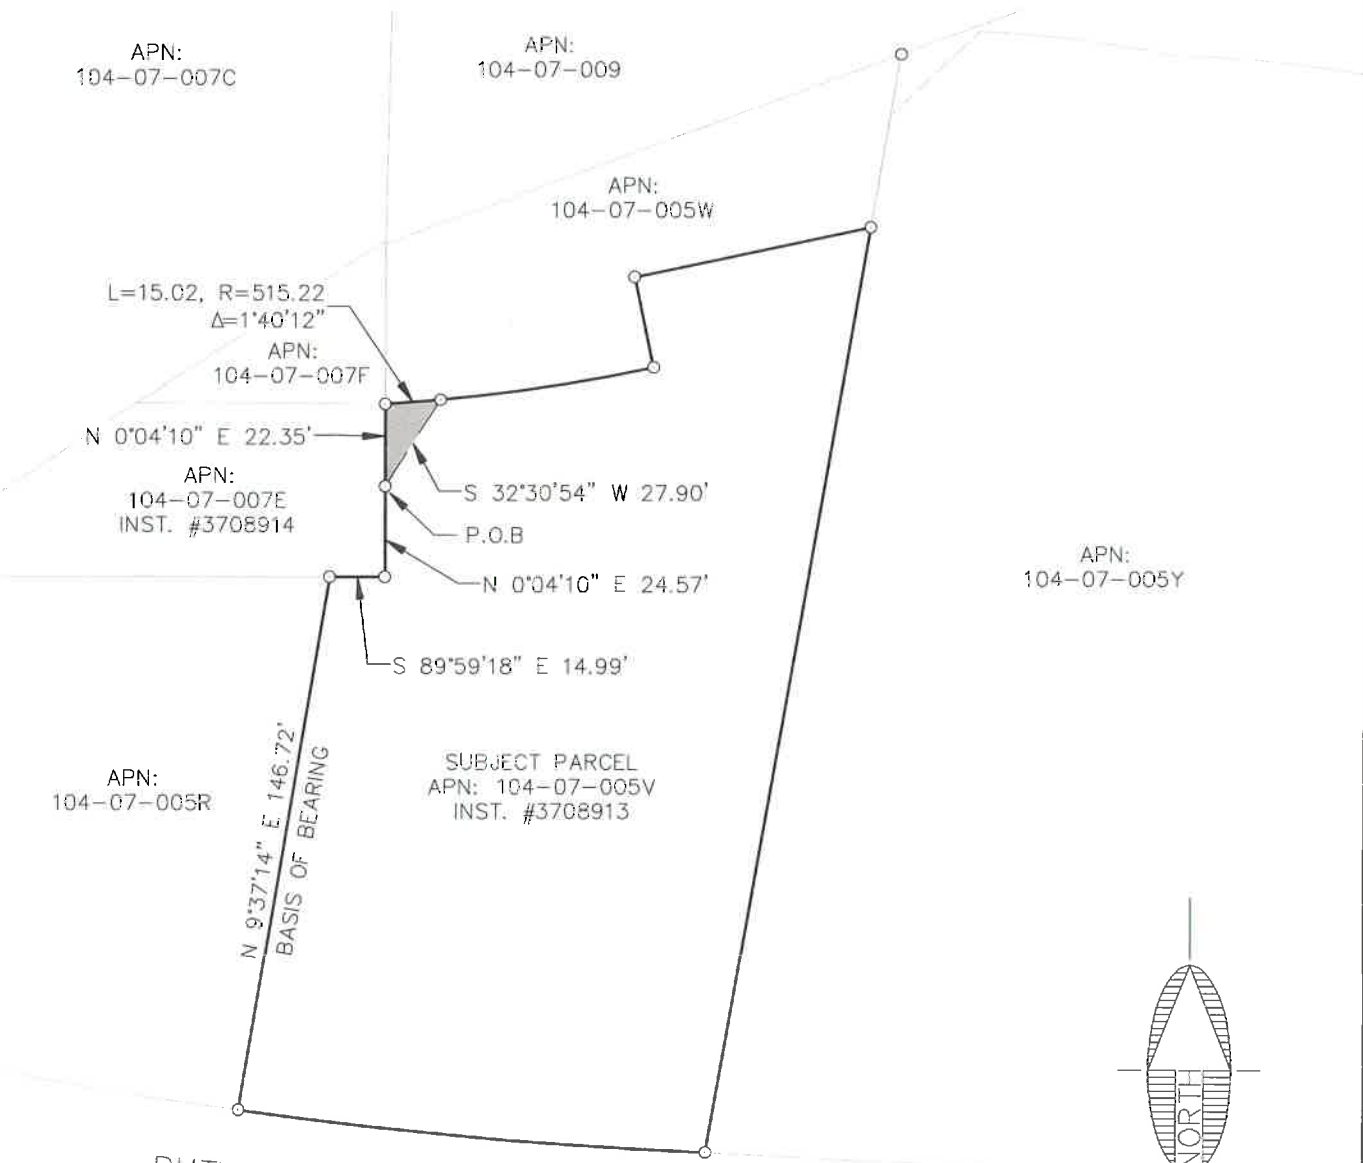 APN:
104-07-007C
APN:
104-07-009
APN:
104-07-005W
L=15.02, R=515.22
Δ=1°40'12"
APN:
104-07-007F
N 0°04'10" E 22.35'
APN:
104-07-007E
INST. #3708914
S 32°30'54" W 27.90'
P.O.B
N 0°04'10" E 24.57'
APN:
104-07-005Y
S 89°59'18" E 14.99'
N 9°37'14" E 146.72'
BASIS OF BEARING
SUBJECT PARCEL
APN: 104-07-005V
INST. #3708913
APN:
104-07-005R
NORTH